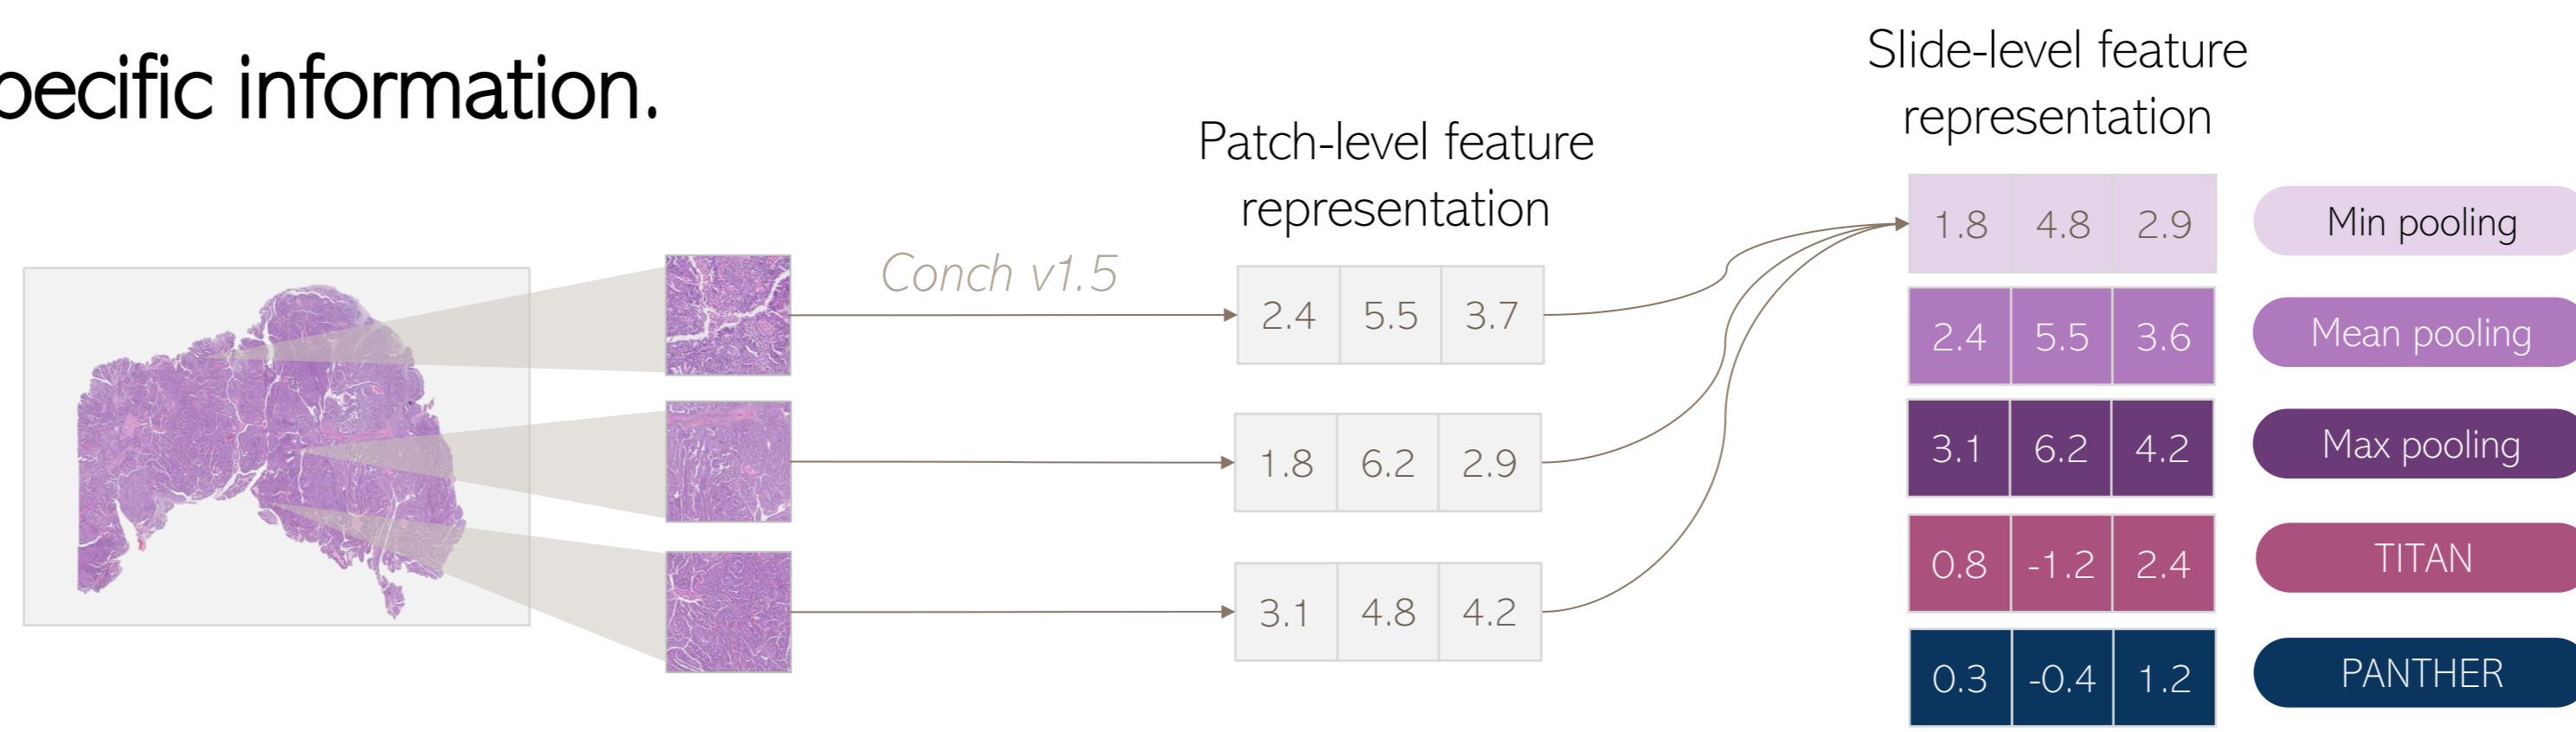 pecific information.
Conch v1.5
Patch-level feature
representation
2.4 5.5 3.7
1.8 6.2 2.9
3.1 4.8 4.2
Slide-level feature
representation
1.8 4.8 2.9 Min pooling
2.4 5.5 3.6 Mean pooling
3.1 6.2 4.2 Max pooling
0.8 -1.2 2.4 TITAN
0.3 -0.4 1.2 PANTHER